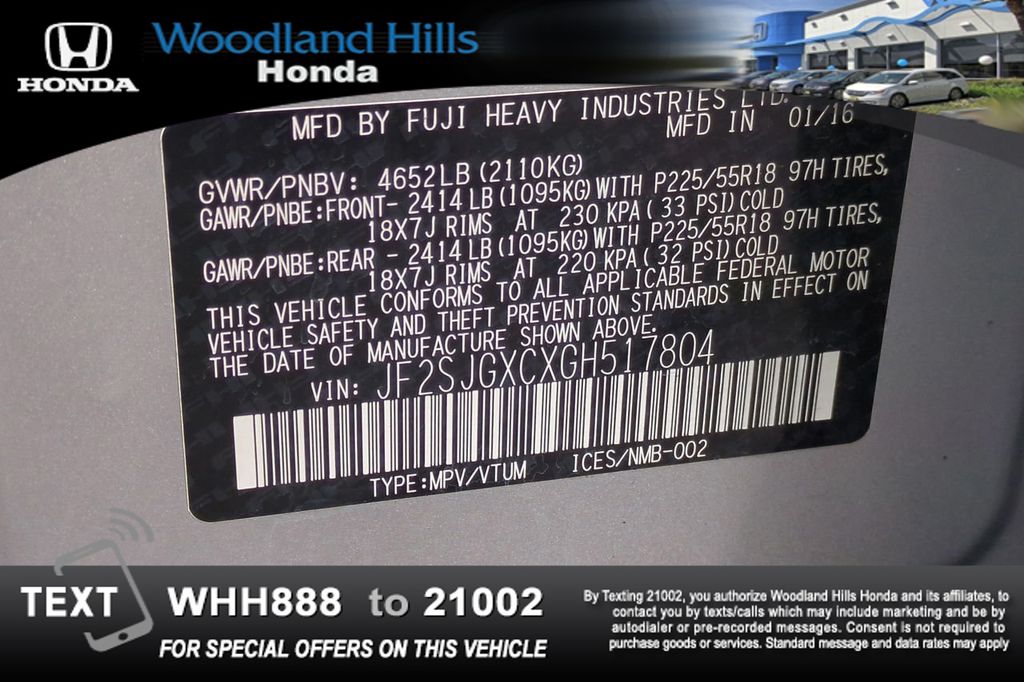 HONDA
Woodland Hills
Honda
MFD BY FUJI HEAVY INDUSTRIES LTD.
MFD IN 01/16
GVWR/PNBV: 4652LB (2110KG)
GAWR/PNBE:FRONT- 2414LB (1095KG) WITH P225/55R18 97H TIRES,
18X7J RIMS AT 230 KPA ( 33 PSI) COLD
GAWR/PNBE:REAR - 2414LB (1095KG) WITH P225/55R18 97H TIRES,
18X7J RIMS AT 220 KPA ( 32 PSI) COLD
THIS VEHICLE CONFORMS TO ALL APPLICABLE FEDERAL MOTOR
VEHICLE SAFETY AND THEFT PREVENTION STANDARDS IN EFFECT ON
THE DATE OF MANUFACTURE SHOWN ABOVE.
VIN: JF2SJGXCXGH517804
TYPE:MPV/VTUM ICES/NMB-002
TEXT WHH888 to 21002
FOR SPECIAL OFFERS ON THIS VEHICLE
By Texting 21002, you authorize Woodland Hills Honda and its affiliates, to
contact you by texts/calls which may include marketing and be by
autodialer or pre-recorded messages. Consent is not required to
purchase goods or services. Standard message and data rates may apply